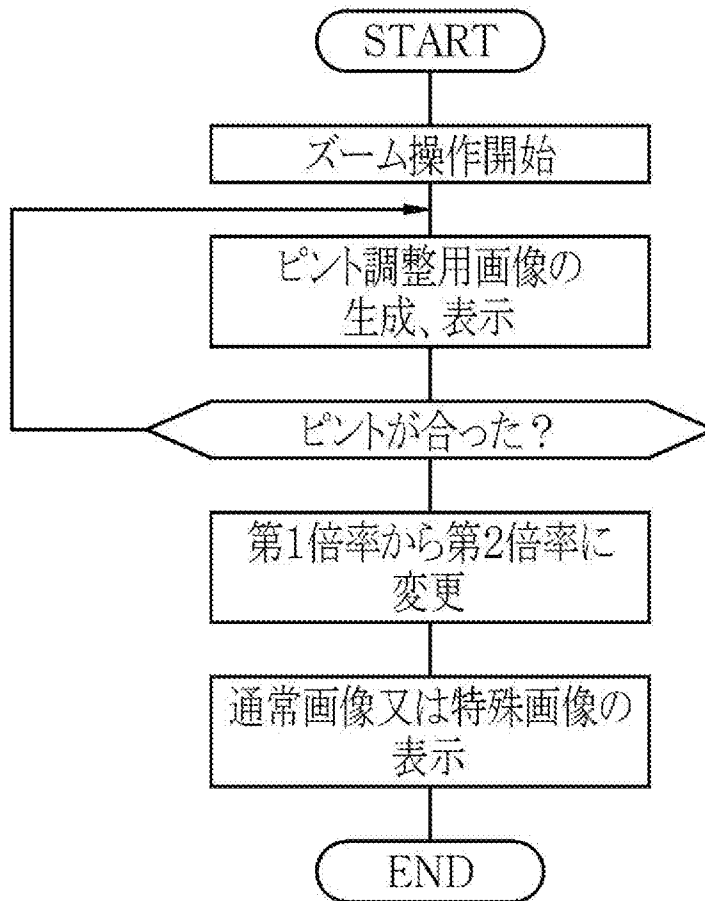 START
ズーム操作開始
ピント調整用画像の
生成、表示
ピントが合った？
第1倍率から第2倍率に
変更
通常画像又は特殊画像の
表示
END